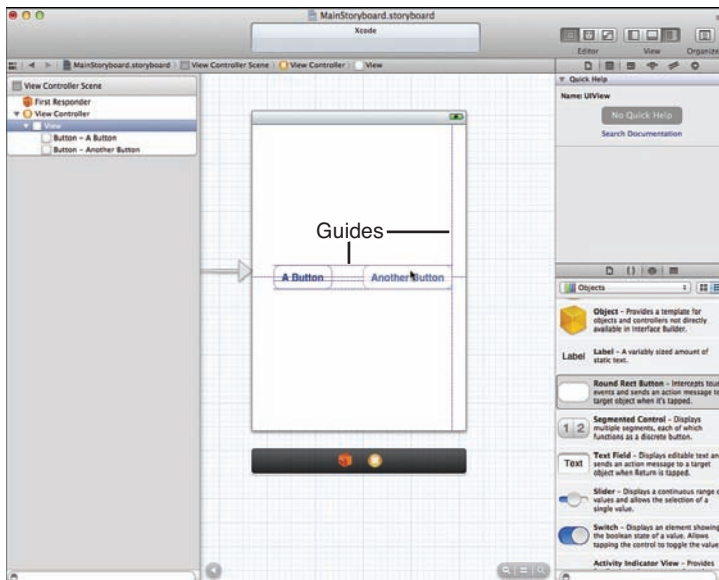 MainStoryboard.storyboard
Xcode
Editor
View
Organize
MainStoryboard.storyboard
View Controller Scene
View Controller
View
View Controller Scene
First Responder
View Controller
View
Button – A Button
Button – Another Button
Guides
A Button
Another Button
Quick Help
Name: UIView
No Quick Help
Search Documentation
Objects
Object – Provides a template for
objects and controllers not directly
available in Interface Builder.
Label
Label – A variably sized amount of
static text.
Round Rect Button – Intercepts touc
events and sends an action message to
target object when it's tapped.
1 2
Segmented Control – Displays
multiple segments, each of which
functions as a discrete button.
Text
Text Field – Displays editable text an
sends an action message to a target
object when Return is tapped.
Slider – Displays a continuous range o
values and allows the selection of a
single value.
Switch – Displays an element showing
the boolean state of a value. Allows
tapping the control to toggle the value
Activity Indicator View – Provides